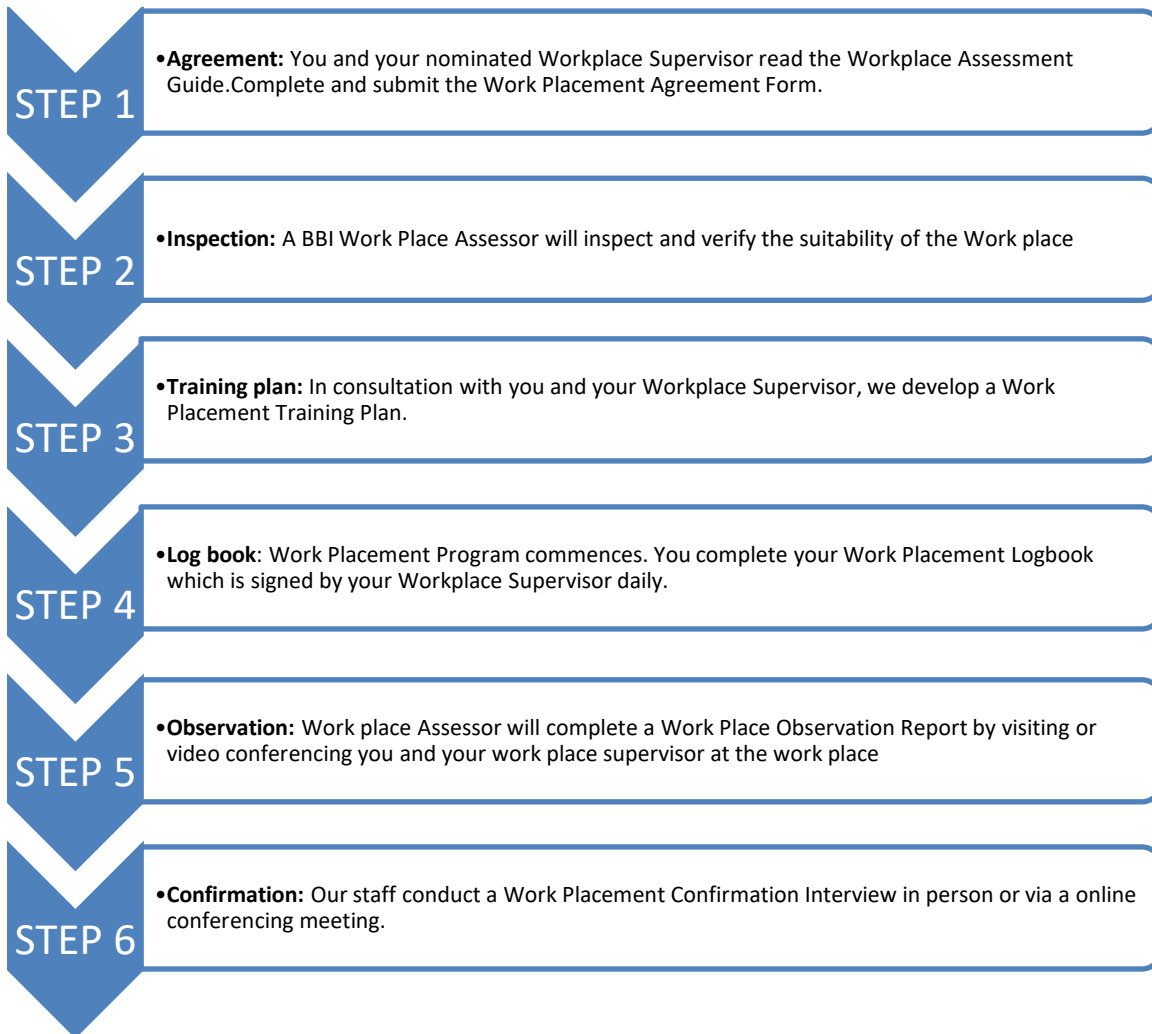 STEP 1
•Agreement: You and your nominated Workplace Supervisor read the Workplace Assessment
Guide.Complete and submit the Work Placement Agreement Form.
STEP 2
•Inspection: A BBI Work Place Assessor will inspect and verify the suitability of the Work place
STEP 3
•Training plan: In consultation with you and your Workplace Supervisor, we develop a Work
Placement Training Plan.
STEP 4
•Log book: Work Placement Program commences. You complete your Work Placement Logbook
which is signed by your Workplace Supervisor daily.
STEP 5
•Observation: Work place Assessor will complete a Work Place Observation Report by visiting or
video conferencing you and your work place supervisor at the work place
STEP 6
•Confirmation: Our staff conduct a Work Placement Confirmation Interview in person or via a online
conferencing meeting.